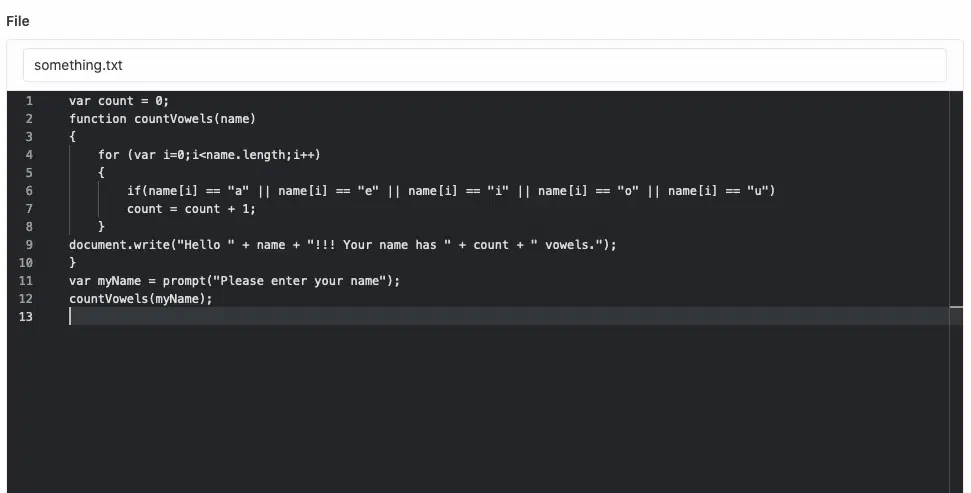 File
something.txt
1 var count = 0;
2 function countVowels(name)
3 {
4 for (var i=0;i<name.length;i++)
5 {
6 if(name[i] == "a" || name[i] == "e" || name[i] == "i" || name[i] == "o" || name[i] == "u")
7 count = count + 1;
8 }
9 document.write("Hello " + name + "!!! Your name has " + count + " vowels.");
10 }
11 var myName = prompt("Please enter your name");
12 countVowels(myName);
13